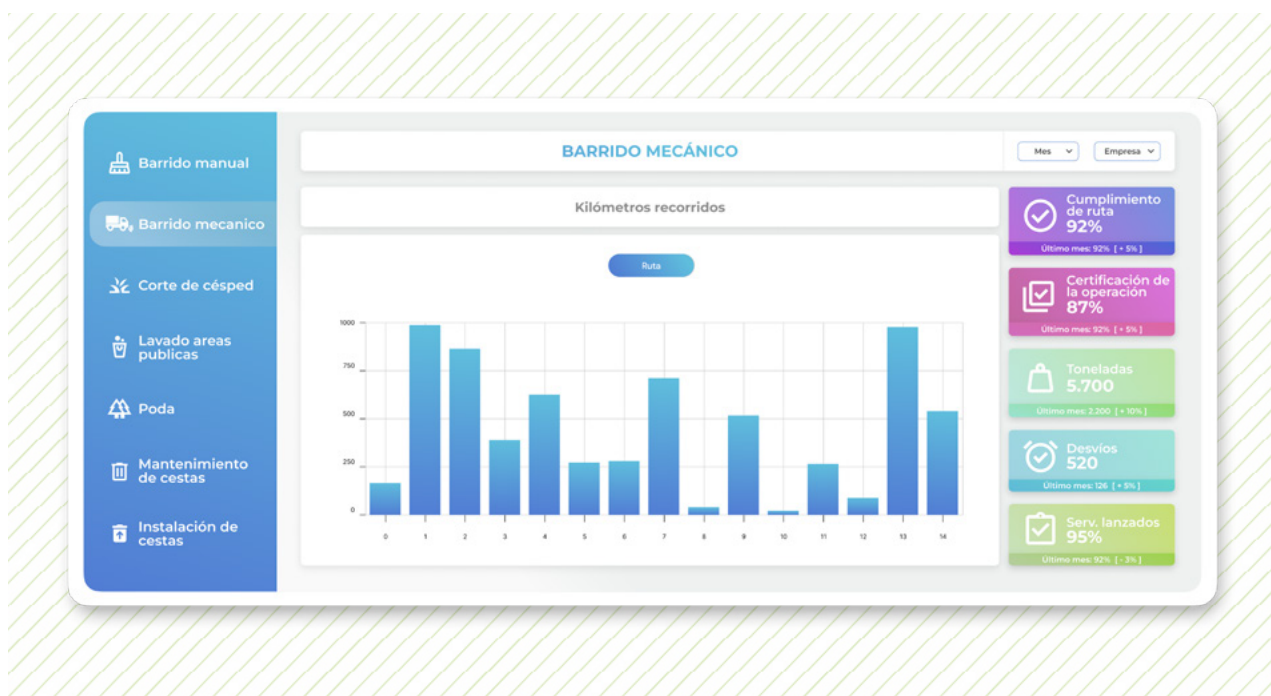 Barrido manual
Barrido mecanico
Corte de césped
Lavado areas
publicas
Poda
Mantenimiento
de cestas
Instalación de
cestas
BARRIDO MECÁNICO
Mes
Empresa
Kilómetros recorridos
Ruta
1000
750
500
250
0
0 1 2 3 4 5 6 7 8 9 10 11 12 13 14
Cumplimiento
de ruta
92%
Último mes: 92% [ + 5% ]
Certificación de
la operación
87%
Último mes: 92% [ + 5% ]
Toneladas
5.700
Último mes: 2.200 [ + 10% ]
Desvíos
520
Último mes: 126 [ + 5% ]
Serv. lanzados
95%
Último mes: 92% [ - 3% ]